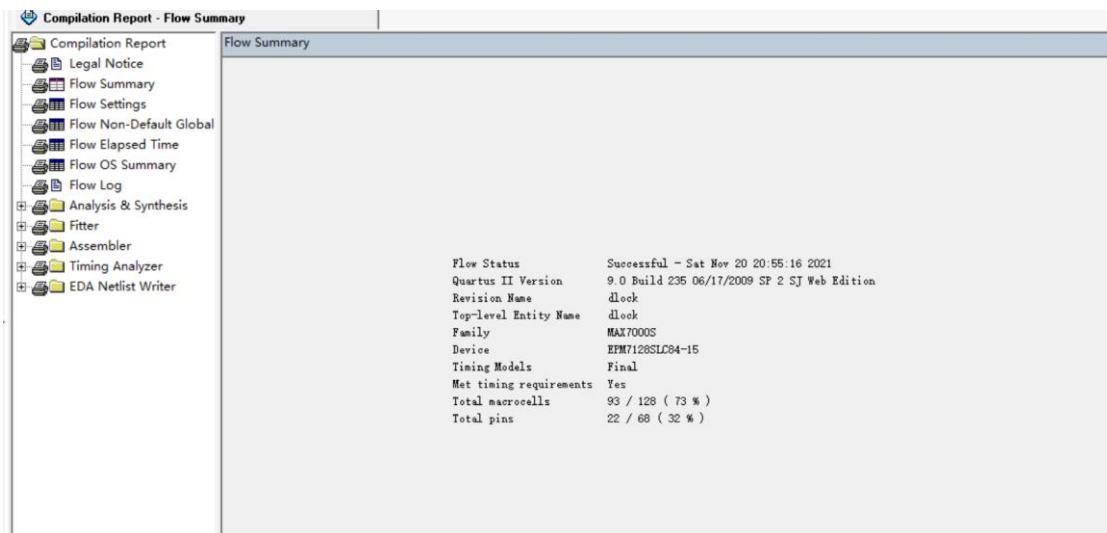 Compilation Report - Flow Summary
Compilation Report
Legal Notice
Flow Summary
Flow Settings
Flow Non-Default Global
Flow Elapsed Time
Flow OS Summary
Flow Log
Analysis & Synthesis
Fitter
Assembler
Timing Analyzer
EDA Netlist Writer
Flow Summary
Flow Status Successful - Sat Nov 20 20:55:16 2021
Quartus II Version 9.0 Build 235 06/17/2009 SP 2 SJ Web Edition
Revision Name dlock
Top-level Entity Name dlock
Family MAX7000S
Device EPM7128SLC84-15
Timing Models Final
Met timing requirements Yes
Total macrocells 93 / 128 ( 73 % )
Total pins 22 / 68 ( 32 % )